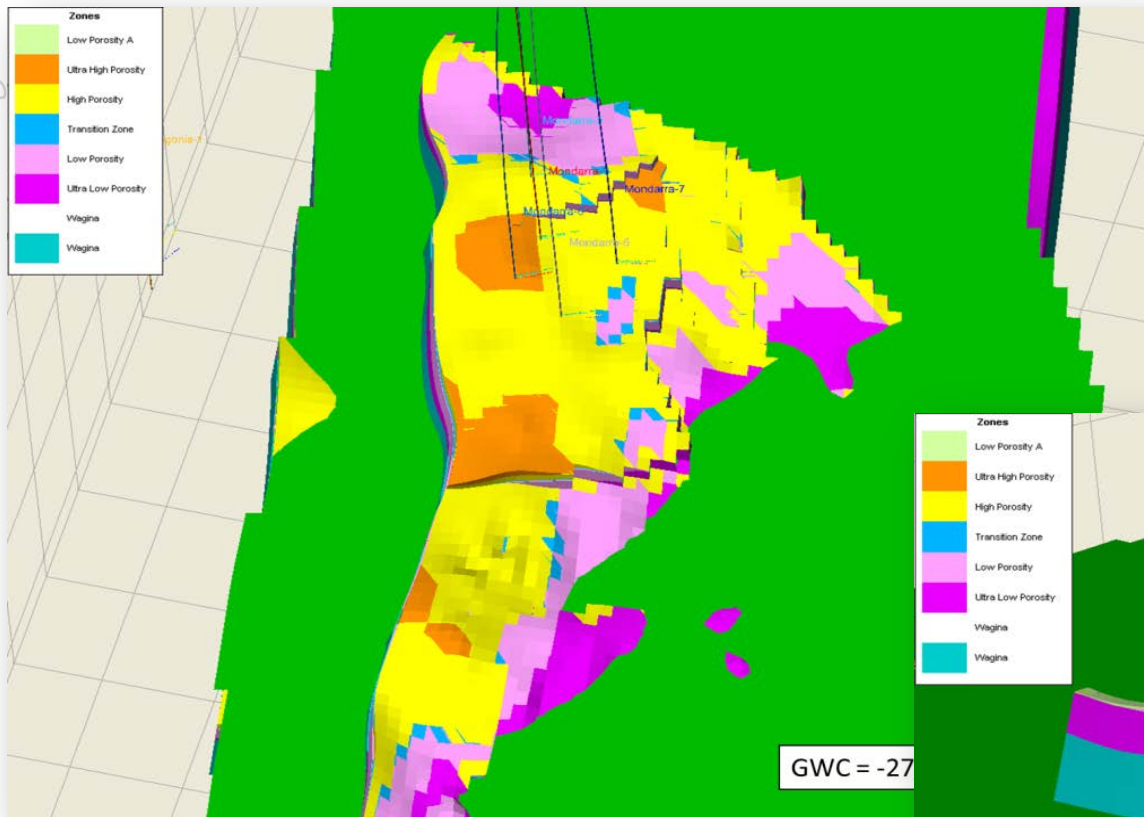 Zones
Low Porosity A
Ultra High Porosity
High Porosity
Transition Zone
Low Porosity
Ultra Low Porosity
Wagina
Wagina
Mondarra-7
Mondarra-6
GWC = -27
Zones
Low Porosity A
Ultra High Porosity
High Porosity
Transition Zone
Low Porosity
Ultra Low Porosity
Wagina
Wagina